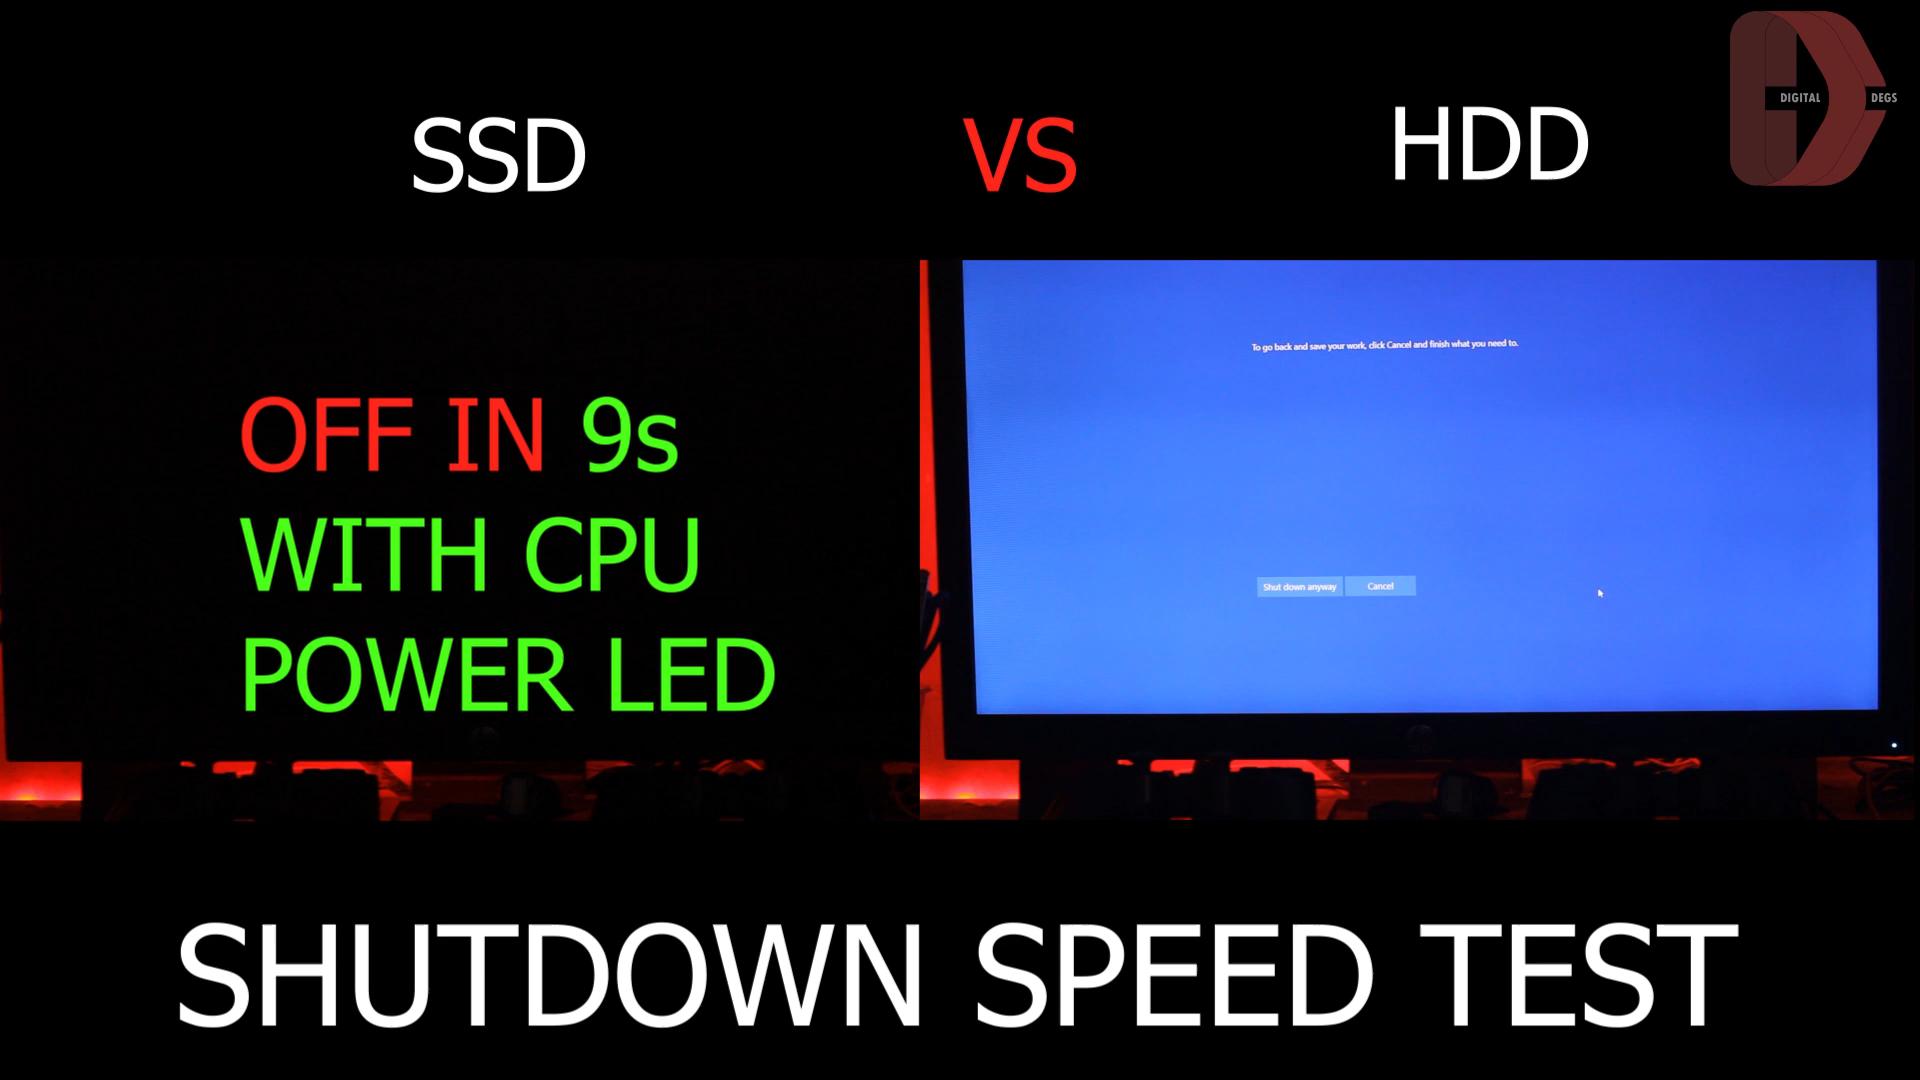 SSD VS HDD
DIGITAL DEGS
OFF IN 9s
WITH CPU
POWER LED
To go back and save your work, click Cancel and finish what you need to.
Shut down anyway Cancel
SHUTDOWN SPEED TEST